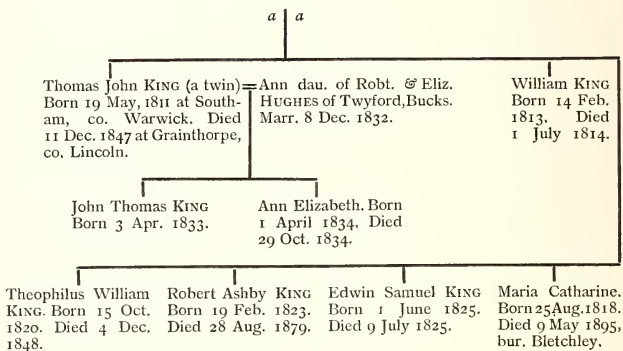 a a
Thomas John KING (a twin)=
Born 19 May, 1811 at South-
am, co. Warwick. Died
11 Dec. 1847 at Grainthorpe,
co. Lincoln.
Ann dau. of Robt. & Eliz.
HUGHES of Twyford, Bucks.
Marr. 8 Dec. 1832.
William KING
Born 14 Feb.
1813. Died
1 July 1814.
John Thomas KING
Born 3 Apr. 1833.
Ann Elizabeth. Born
1 April 1834. Died
29 Oct. 1834.
Theophilus William
KING. Born 15 Oct.
1820. Died 4 Dec.
1848.
Robert Ashby KING
Born 19 Feb. 1823.
Died 28 Aug. 1879.
Edwin Samuel KING
Born 1 June 1825.
Died 9 July 1825.
Maria Catharine.
Born 25 Aug. 1818.
Died 9 May 1895,
bur. Bletchley.